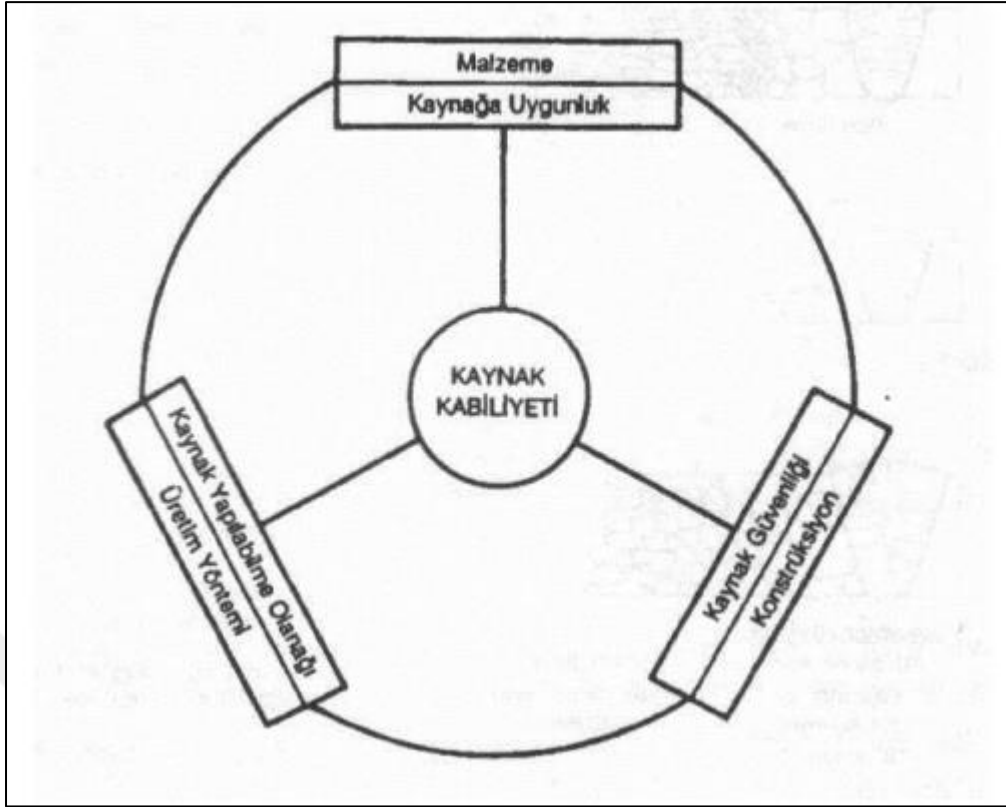 Malzeme
Kaynağa Uygunluk
KAYNAK
KABİLİYETİ
Kaynak Yapılabilme Olanağı
Üretim Yöntemi
Kaynak Güvenliği
Konstrüksiyon